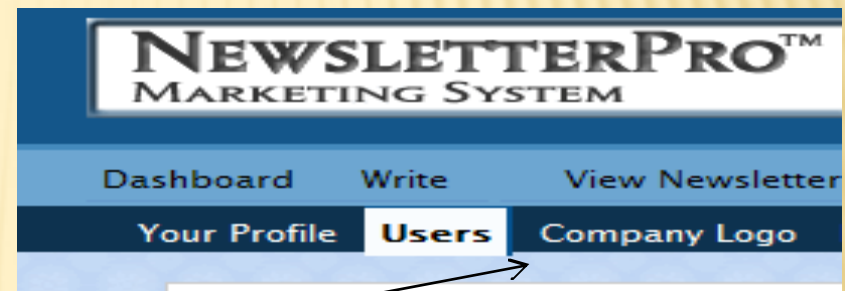 NEWSLETTERPRO™
MARKETING SYSTEM
Dashboard Write View Newsletter
Your Profile Users Company Logo